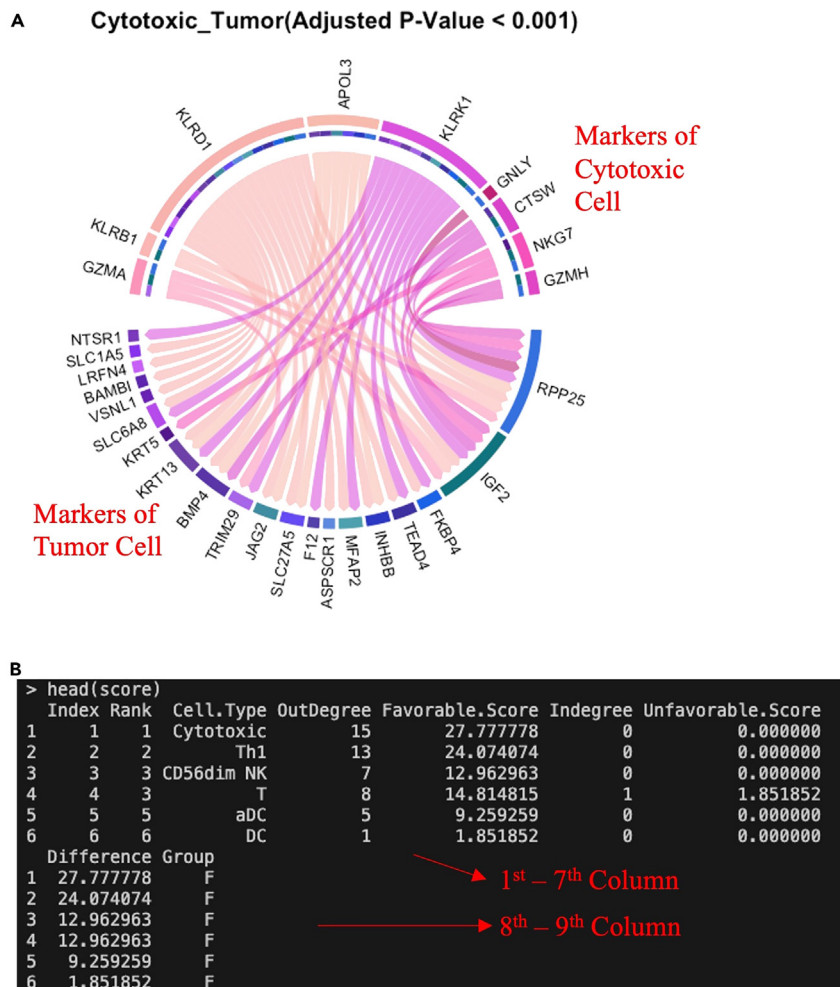 A
Cytotoxic_Tumor(Adjusted P-Value < 0.001)
APOL3
KLRD1
KLRK1
GNLY
CTSW
NKG7
GZMH
KLRB1
GZMA
Markers of
Cytotoxic
Cell
NTSR1
SLC1A5
LRFN4
BAMBI
VSNL1
SLC6A8
KRT5
KRT13
BMP4
TRIM29
JAG2
SLC27A5
F12
ASPSCR1
MFAP2
INHBB
TEAD4
FKBP4
IGF2
RPP25
Markers of
Tumor Cell
B
> head(score)
Index Rank Cell.Type OutDegree Favorable.Score Indegree Unfavorable.Score
1 1 1 Cytotoxic 15 27.777778 0 0.000000
2 2 2 Th1 13 24.074074 0 0.000000
3 3 3 CD56dim NK 7 12.962963 0 0.000000
4 4 3 T 8 14.814815 1 1.851852
5 5 5 aDC 5 9.259259 0 0.000000
6 6 6 DC 1 1.851852 0 0.000000
Difference Group
1 27.777778 F
2 24.074074 F
3 12.962963 F
4 12.962963 F
5 9.259259 F
6 1.851852 F
1st – 7th Column
8th – 9th Column